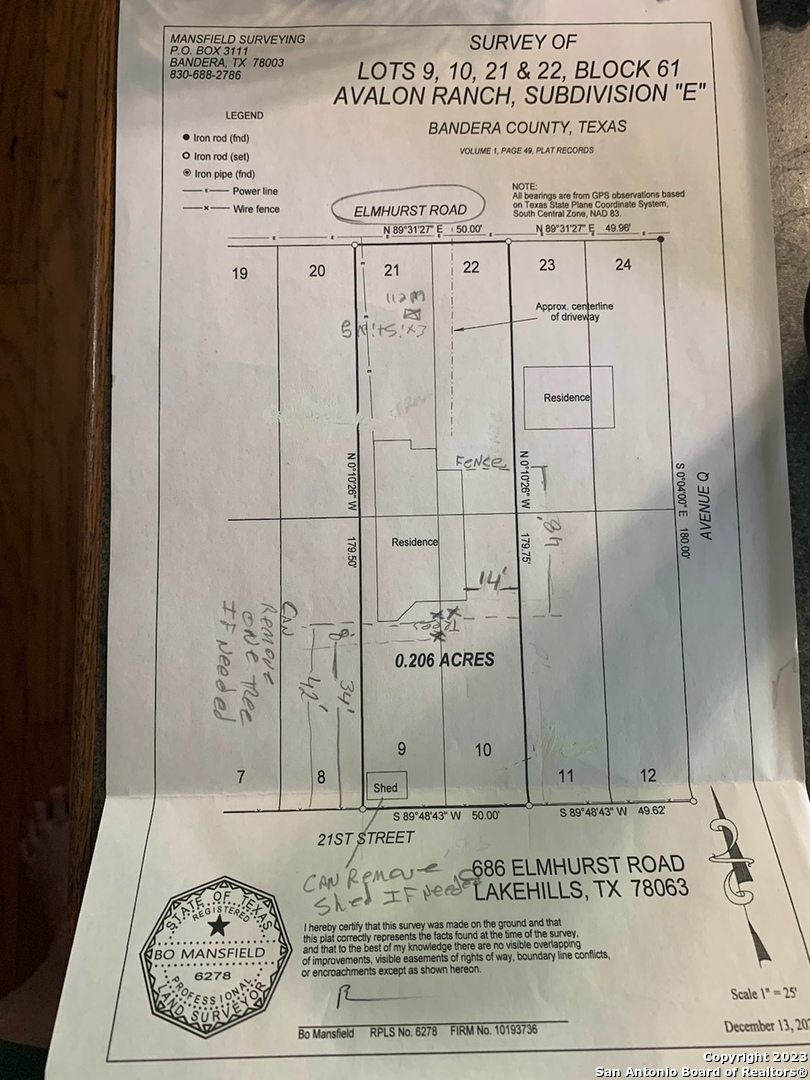 MANSFIELD SURVEYING
P.O. BOX 3111
BANDERA, TX 78003
830-688-2786
SURVEY OF
LOTS 9, 10, 21 & 22, BLOCK 61
AVALON RANCH, SUBDIVISION "E"
BANDERA COUNTY, TEXAS
VOLUME 1, PAGE 49, PLAT RECORDS
LEGEND
Iron rod (fnd)
Iron rod (set)
Iron pipe (fnd)
Power line
Wire fence
NOTE:
All bearings are from GPS observations based
on Texas State Plane Coordinate System,
South Central Zone, NAD 83.
ELMHURST ROAD
N 89°31'27" E 50.00'
N 89°31'27" E 49.96'
19
20
21
22
23
24
existing
well
Approx. centerline
of driveway
Residence
FENCE
N 0°10'26" W 179.50'
N 0°10'26" W 179.75'
S 0°04'00" E 180.00'
AVENUE Q
48'
Residence
14'
Trees
CAN
Remove
ONE Tree
IF Needed
8'
34'
42'
0.206 ACRES
7
8
9
10
11
12
Shed
S 89°48'43" W 50.00'
S 89°48'43" W 49.62'
21ST STREET
CAN Remove
Shed IF Needed
686 ELMHURST ROAD
LAKEHILLS, TX 78063
STATE OF TEXAS
REGISTERED
BO MANSFIELD
6278
PROFESSIONAL
LAND SURVEYOR
I hereby certify that this survey was made on the ground and that
this plat correctly represents the facts found at the time of the survey,
and that to the best of my knowledge there are no visible overlapping
of improvements, visible easements of rights of way, boundary line conflicts,
or encroachments except as shown hereon.
Bo Mansfield RPLS No. 6278 FIRM No. 10193736
Scale 1" = 25'
December 13, 20
Copyright 2023
San Antonio Board of Realtors®